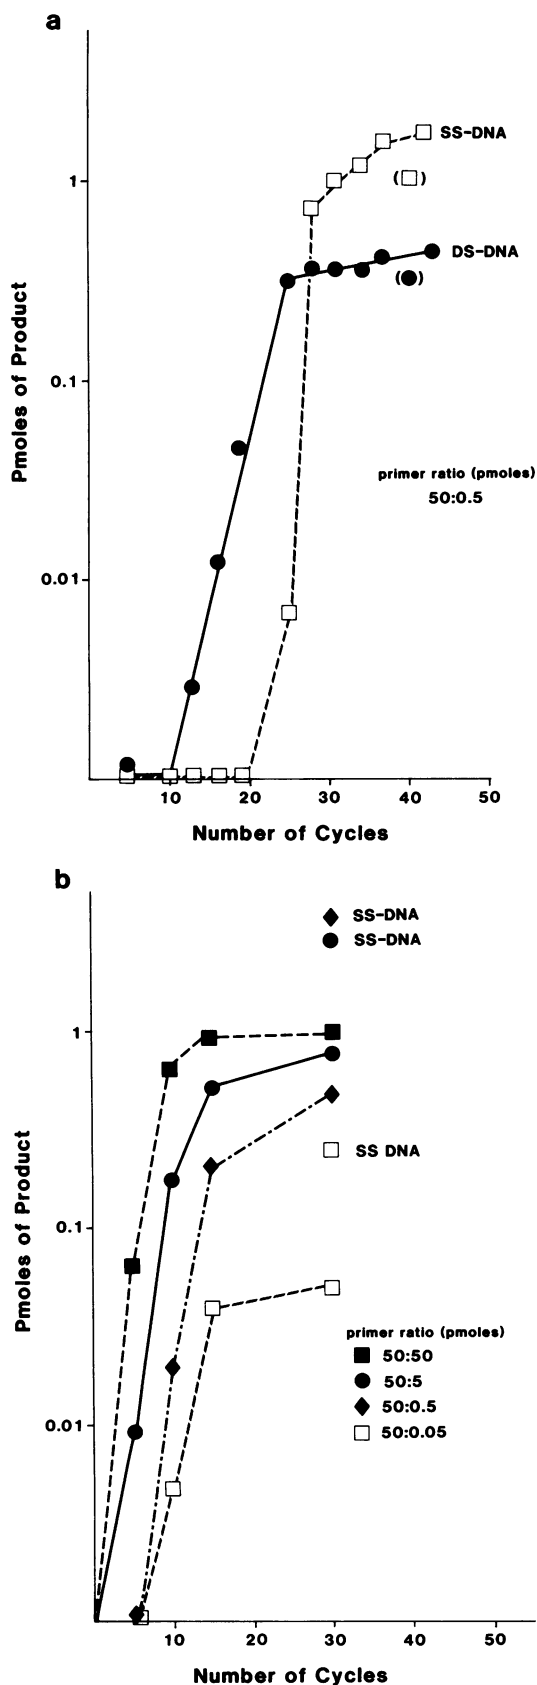 a
SS-DNA
1
( )
DS-DNA
( )
Pmoles of Product
0.1
primer ratio (pmoles)
50:0.5
0.01
10 20 30 40 50
Number of Cycles
b
SS-DNA
SS-DNA
1
SS DNA
Pmoles of Product
0.1
primer ratio (pmoles)
50:50
50:5
50:0.5
50:0.05
0.01
10 20 30 40 50
Number of Cycles